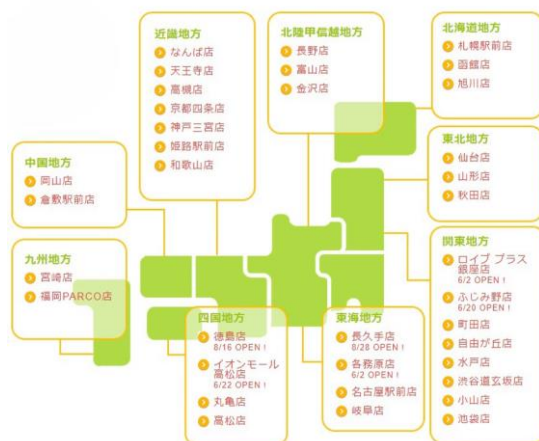 近畿地方
なんば店
天王寺店
高槻店
京都四条店
神戸三宮店
姫路駅前店
和歌山店
北陸甲信越地方
長野店
富山店
金沢店
北海道地方
札幌駅前店
函館店
旭川店
東北地方
仙台店
山形店
秋田店
中国地方
岡山店
倉敷駅前店
九州地方
宮崎店
福岡PARCO店
四国地方
徳島店
8/16 OPEN！
イオンモール
高松店
6/22 OPEN！
丸亀店
高松店
東海地方
長久手店
8/28 OPEN！
各務原店
6/2 OPEN！
名古屋駅前店
岐阜店
関東地方
ロイブ プラス
銀座店
6/2 OPEN！
ふじみ野店
6/20 OPEN！
町田店
自由が丘店
水戸店
渋谷道玄坂店
小山店
池袋店